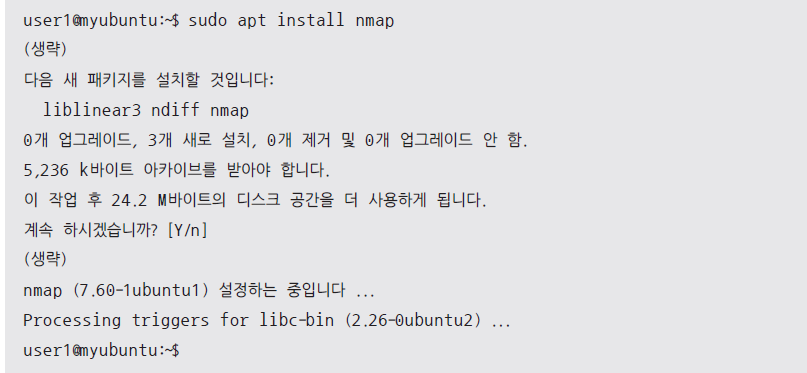 user1@myubuntu:~$ sudo apt install nmap
(생략)
다음 새 패키지를 설치할 것입니다:
liblinear3 ndiff nmap
0개 업그레이드, 3개 새로 설치, 0개 제거 및 0개 업그레이드 안 함.
5,236 k바이트 아카이브를 받아야 합니다.
이 작업 후 24.2 M바이트의 디스크 공간을 더 사용하게 됩니다.
계속 하시겠습니까? [Y/n]
(생략)
nmap (7.60-1ubuntu1) 설정하는 중입니다 ...
Processing triggers for libc-bin (2.26-0ubuntu2) ...
user1@myubuntu:~$